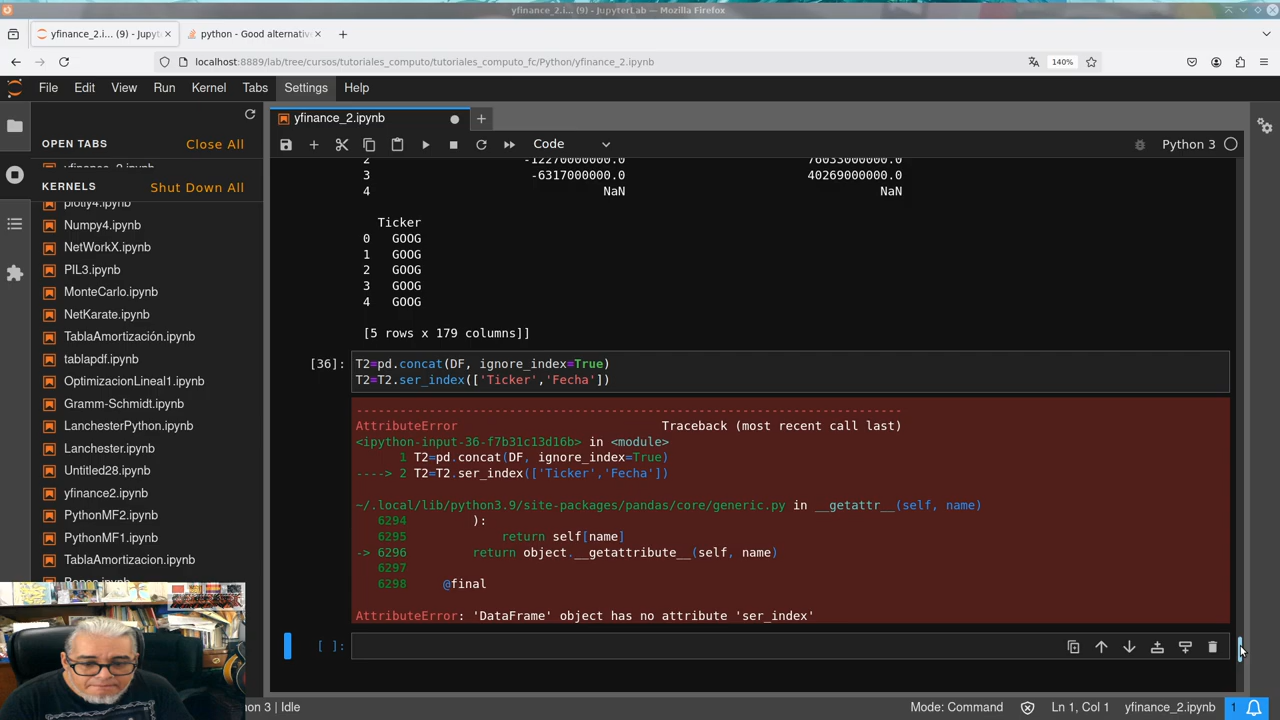 yfinance_2.i… (9) - JupyterLab — Mozilla Firefox
yfinance_2.i… (9) - Jupyt
python - Good alternativ
localhost:8889/lab/tree/cursos/tutoriales_computo/tutoriales_computo_fc/Python/yfinance_2.ipynb
140%
File Edit View Run Kernel Tabs Settings Help
OPEN TABS Close All
yfinance_2.ipynb
KERNELS Shut Down All
plotly4.ipynb
Numpy4.ipynb
NetWorkX.ipynb
PIL3.ipynb
MonteCarlo.ipynb
NetKarate.ipynb
TablaAmortización.ipynb
tablapdf.ipynb
OptimizacionLineal1.ipynb
Gramm-Schmidt.ipynb
LanchesterPython.ipynb
Lanchester.ipynb
Untitled28.ipynb
yfinance2.ipynb
PythonMF2.ipynb
PythonMF1.ipynb
TablaAmortizacion.ipynb
Bonos.ipynb
yfinance_2.ipynb
Code
Python 3
2 -12270000000.0 76033000000.0
3 -6317000000.0 40269000000.0
4 NaN NaN
Ticker
0 GOOG
1 GOOG
2 GOOG
3 GOOG
4 GOOG
[5 rows x 179 columns]]
[36]: T2=pd.concat(DF, ignore_index=True)
T2=T2.ser_index(['Ticker','Fecha'])
---------------------------------------------------------------------------
AttributeError Traceback (most recent call last)
<ipython-input-36-f7b31c13d16b> in <module>
1 T2=pd.concat(DF, ignore_index=True)
----> 2 T2=T2.ser_index(['Ticker','Fecha'])
~/.local/lib/python3.9/site-packages/pandas/core/generic.py in __getattr__(self, name)
6294 ):
6295 return self[name]
-> 6296 return object.__getattribute__(self, name)
6297
6298 @final
AttributeError: 'DataFrame' object has no attribute 'ser_index'
[ ]:
3 | Idle
Mode: Command
Ln 1, Col 1
yfinance_2.ipynb
1